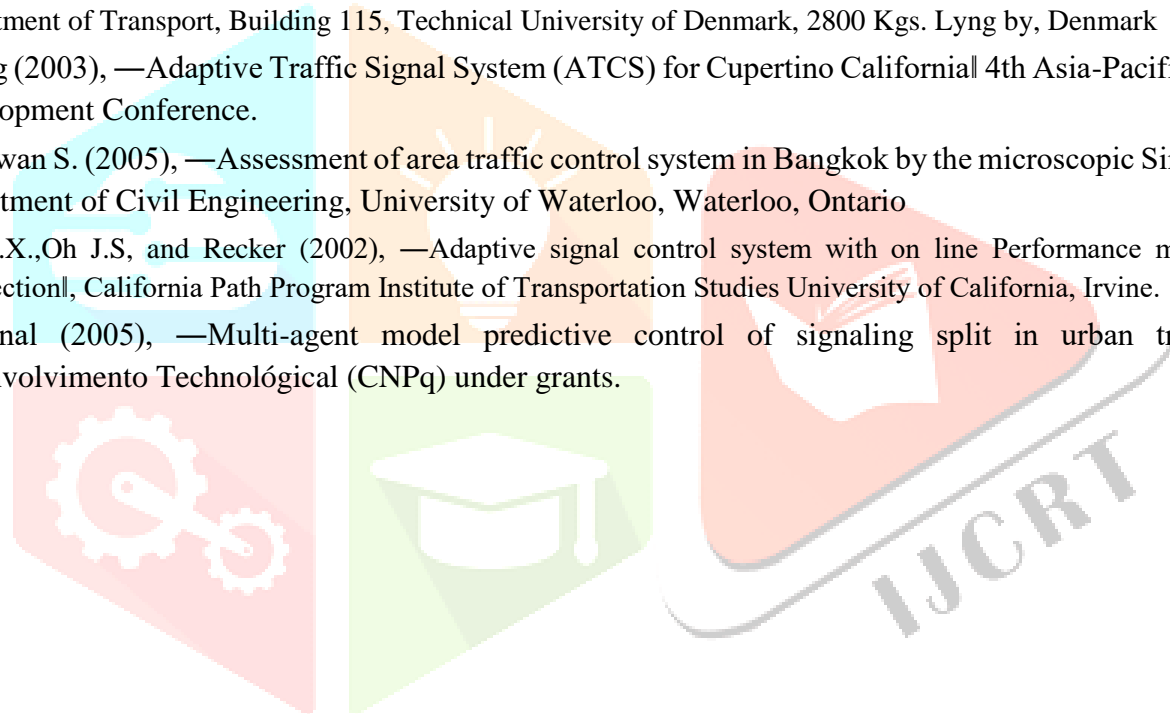 tment of Transport, Building 115, Technical University of Denmark, 2800 Kgs. Lyng by, Denmark
g (2003), ―Adaptive Traffic Signal System (ATCS) for Cupertino California‖ 4th Asia-Pacifi
opment Conference.
wan S. (2005), ―Assessment of area traffic control system in Bangkok by the microscopic Si
tment of Civil Engineering, University of Waterloo, Waterloo, Ontario
.X.,Oh J.S, and Recker (2002), ―Adaptive signal control system with on line Performance m
ection‖, California Path Program Institute of Transportation Studies University of California, Irvine.
nal (2005), ―Multi-agent model predictive control of signaling split in urban tr
nvolvimento Technológical (CNPq) under grants.
IJCRT